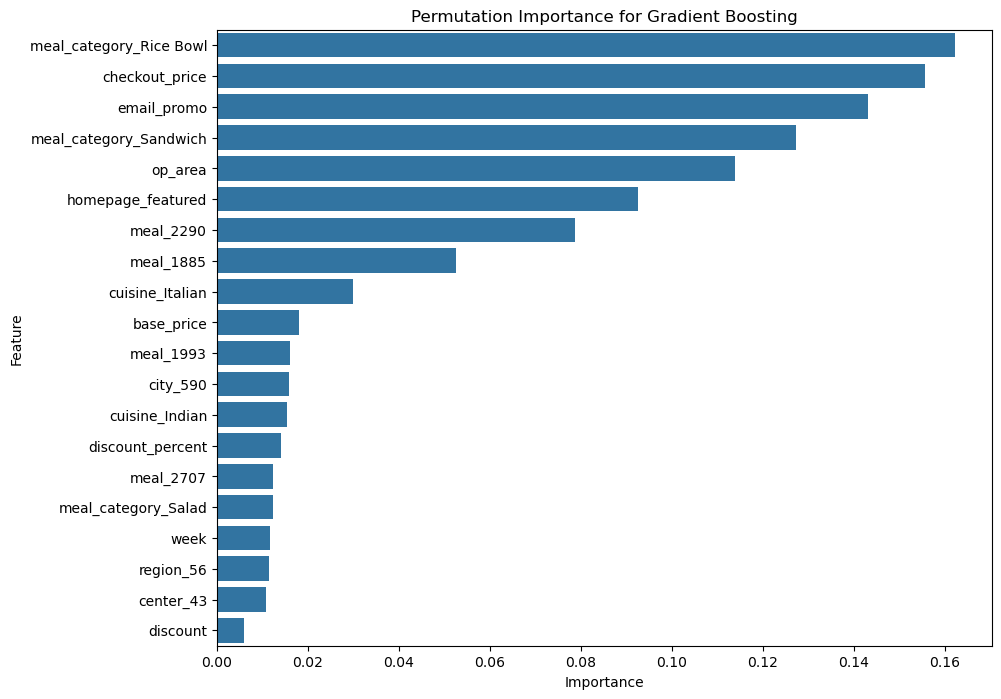 Permutation Importance for Gradient Boosting
meal_category_Rice Bowl
checkout_price
email_promo
meal_category_Sandwich
op_area
homepage_featured
meal_2290
meal_1885
cuisine_Italian
base_price
meal_1993
city_590
cuisine_Indian
discount_percent
meal_2707
meal_category_Salad
week
region_56
center_43
discount
Feature
0.00 0.02 0.04 0.06 0.08 0.10 0.12 0.14 0.16
Importance